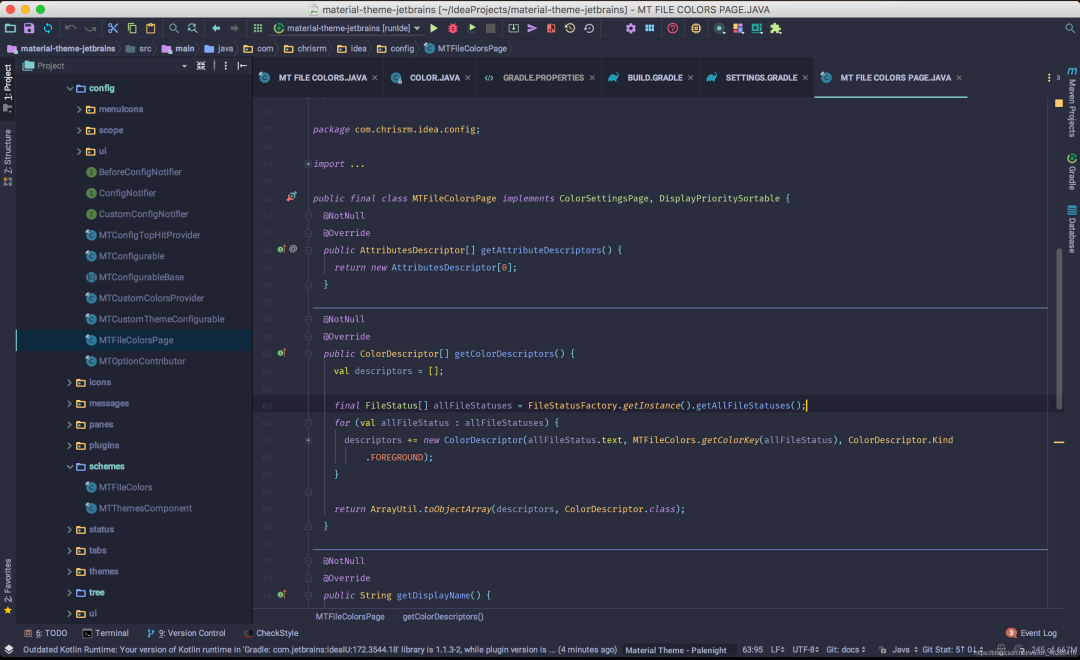 material-theme-jetbrains [~/IdeaProjects/material-theme-jetbrains] - MT FILE COLORS PAGE.JAVA
material-theme-jetbrains [runIde]
material-theme-jetbrains src main java com chrisrm idea config MTFileColorsPage
Project
MT FILE COLORS.JAVA × COLOR.JAVA × GRADLE.PROPERTIES × BUILD.GRADLE × SETTINGS.GRADLE × MT FILE COLORS PAGE.JAVA ×
3
1: Project
7: Structure
2: Favorites
config
menuIcons
scope
ui
BeforeConfigNotifier
ConfigNotifier
CustomConfigNotifier
MTConfigTopHitProvider
MTConfigurable
MTConfigurableBase
MTCustomColorsProvider
MTCustomThemeConfigurable
MTFileColorsPage
MTOptionContributor
icons
messages
panes
plugins
schemes
MTFileColors
MTThemesComponent
status
tabs
themes
tree
ui
package com.chrisrm.idea.config;
import ...
public final class MTFileColorsPage implements ColorSettingsPage, DisplayPrioritySortable {
@NotNull
@Override
public AttributesDescriptor[] getAttributeDescriptors() {
return new AttributesDescriptor[0];
}
@NotNull
@Override
public ColorDescriptor[] getColorDescriptors() {
val descriptors = [];
final FileStatus[] allFileStatuses = FileStatusFactory.getInstance().getAllFileStatuses();
for (val allFileStatus : allFileStatuses) {
descriptors += new ColorDescriptor(allFileStatus.text, MTFileColors.getColorKey(allFileStatus), ColorDescriptor.Kind
.FOREGROUND);
}
return ArrayUtil.toObjectArray(descriptors, ColorDescriptor.class);
}
@NotNull
@Override
public String getDisplayName() {
MTFileColorsPage getColorDescriptors()
Maven Projects
Gradle
Database
6: TODO Terminal 9: Version Control CheckStyle 3 Event Log
Outdated Kotlin Runtime: Your version of Kotlin runtime in 'Gradle: com.jetbrains:ideaIU:172.3544.18' library is 1.1.3-2, while plugin version is ... (4 minutes ago) Material Theme - Palenight 63:95 LF UTF-8 Git: docs Java Git Stat: 5↑ 245 of 667M